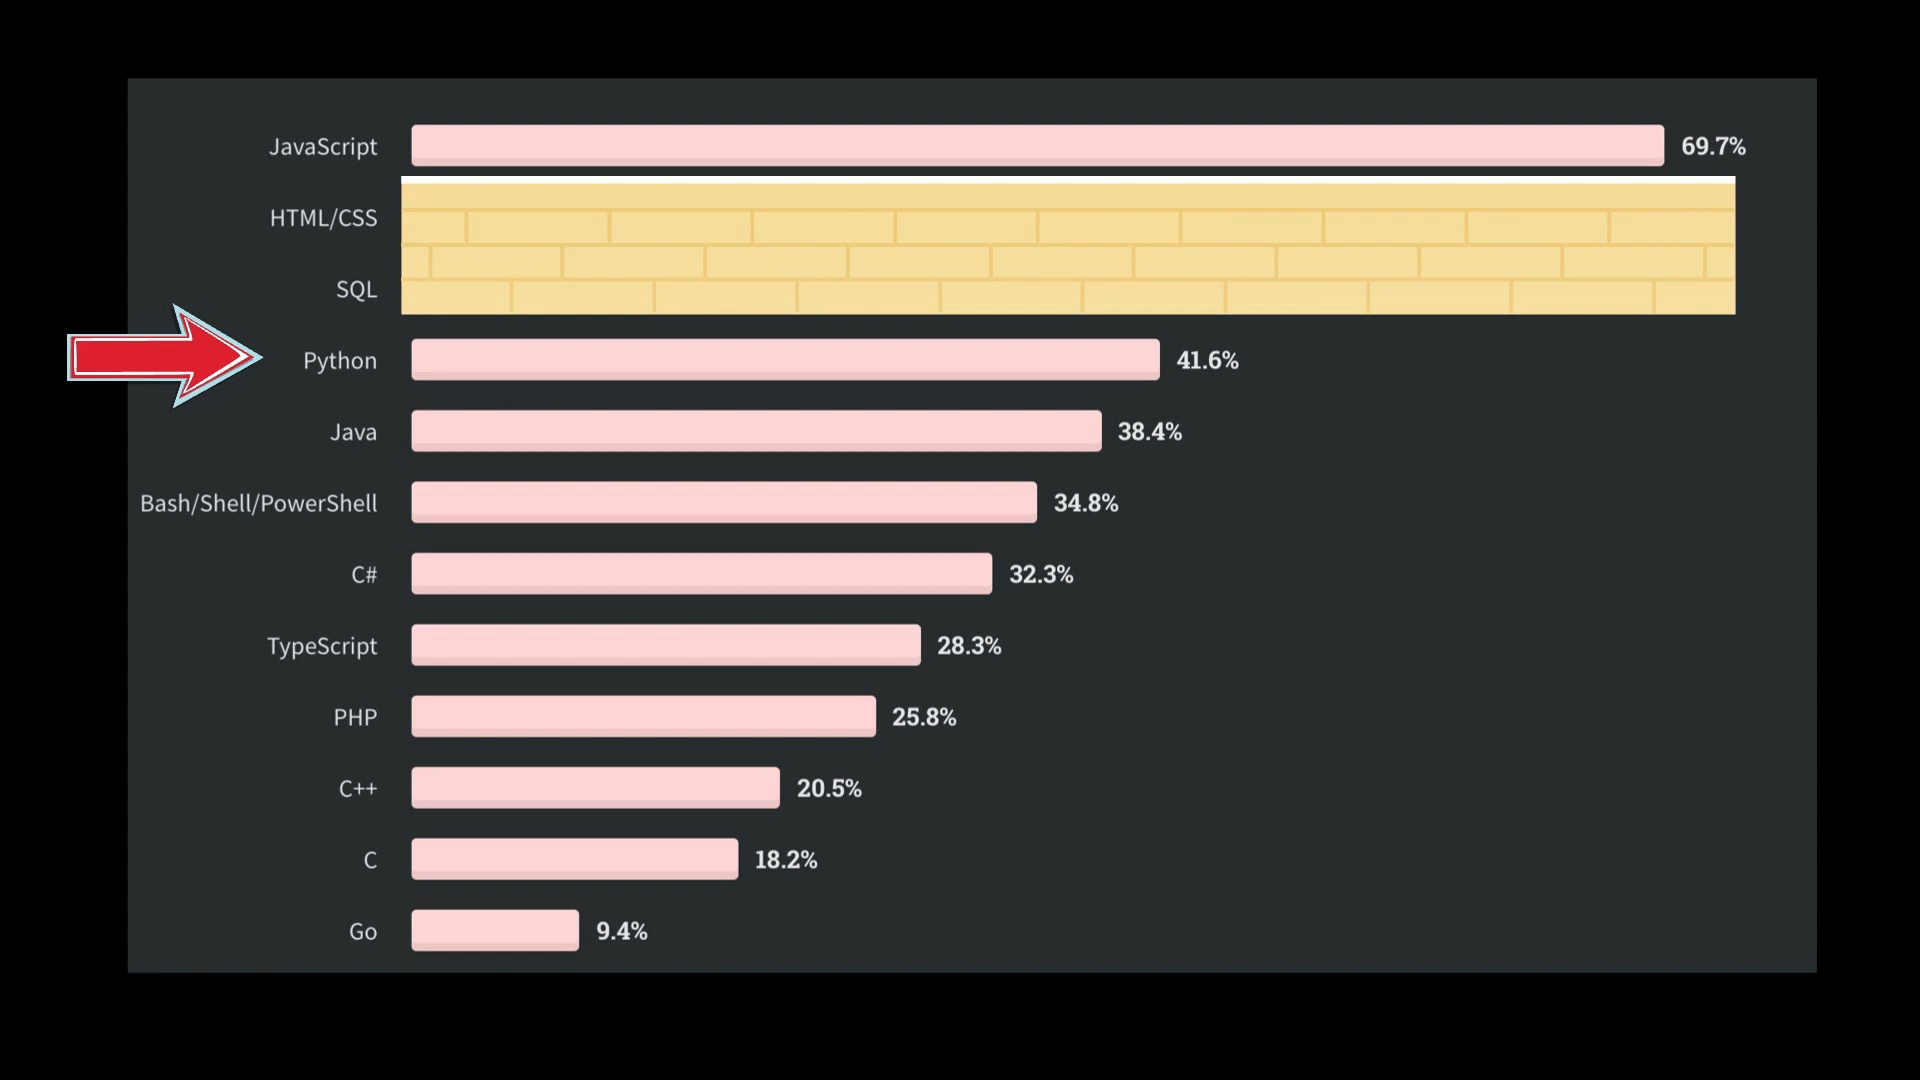 JavaScript 69.7%
HTML/CSS
SQL
Python 41.6%
Java 38.4%
Bash/Shell/PowerShell 34.8%
C# 32.3%
TypeScript 28.3%
PHP 25.8%
C++ 20.5%
C 18.2%
Go 9.4%